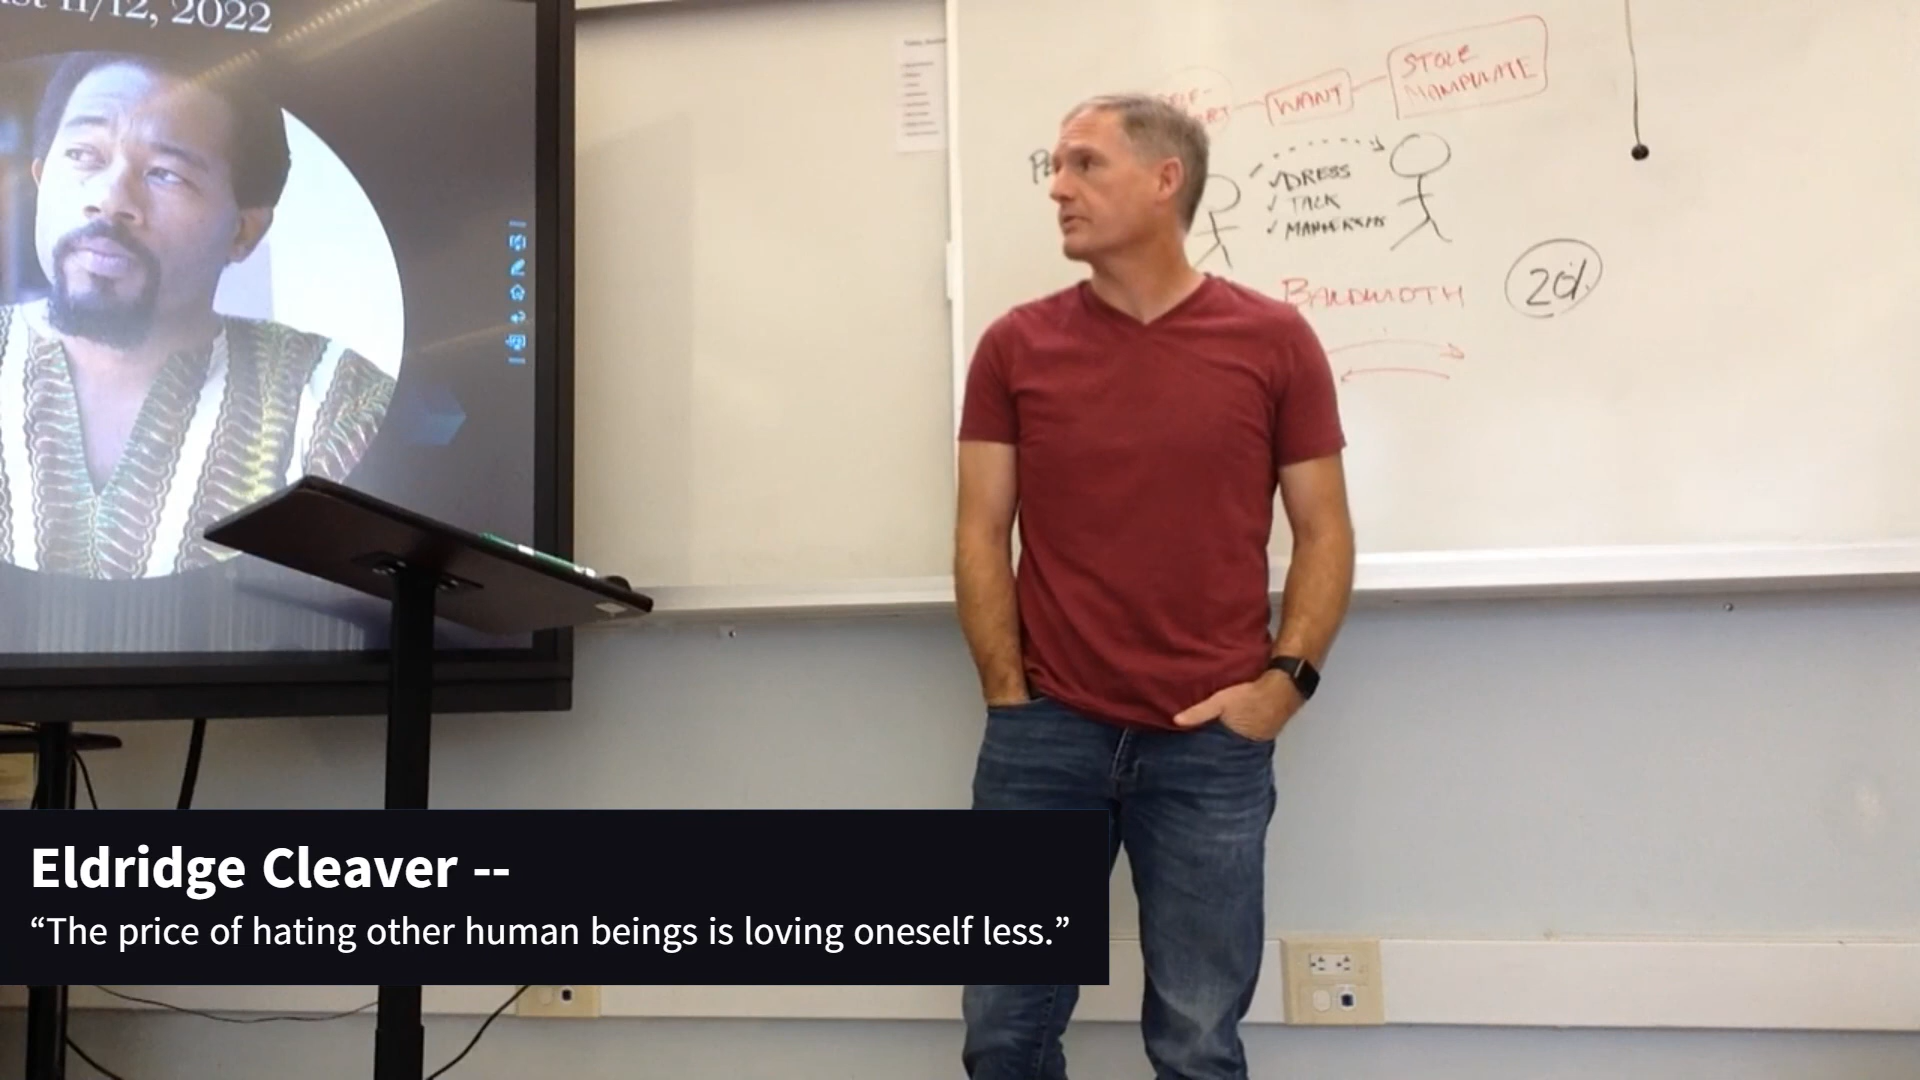 11/12, 2022
STOLE
MANIPULATE
WANT
✓DRESS
✓ TALK
✓ MANNERISMS
BANDWIDTH
20%
Eldridge Cleaver --
“The price of hating other human beings is loving oneself less.”